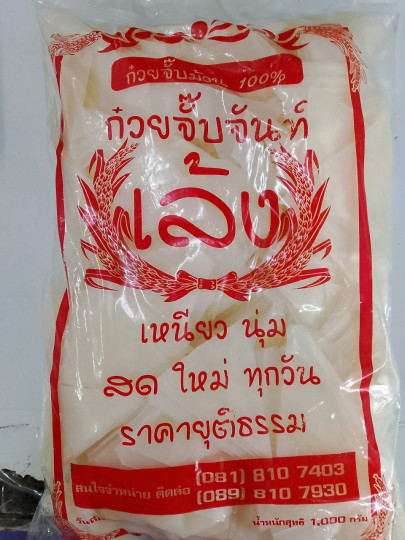 ก๋วยจั๊บม้วน 100%
ก๋วยจั๊บจันท์
เล้ง
เหนียว นุ่ม
สด ใหม่ ทุกวัน
ราคายุติธรรม
สนใจจำหน่าย ติดต่อ (081) 810 7403
(089) 810 7930
น้ำหนักสุทธิ 1,000 กรัม